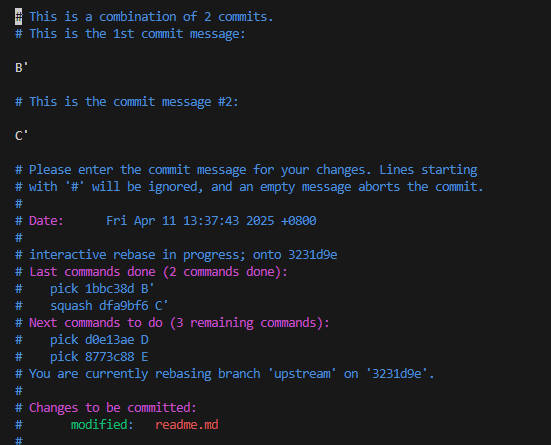 # This is a combination of 2 commits.
# This is the 1st commit message:
B'
# This is the commit message #2:
C'
# Please enter the commit message for your changes. Lines starting
# with '#' will be ignored, and an empty message aborts the commit.
#
# Date:      Fri Apr 11 13:37:43 2025 +0800
#
# interactive rebase in progress; onto 3231d9e
# Last commands done (2 commands done):
#    pick 1bbc38d B'
#    squash dfa9bf6 C'
# Next commands to do (3 remaining commands):
#    pick d0e13ae D
#    pick 8773c88 E
# You are currently rebasing branch 'upstream' on '3231d9e'.
#
# Changes to be committed:
#       modified:   readme.md
#